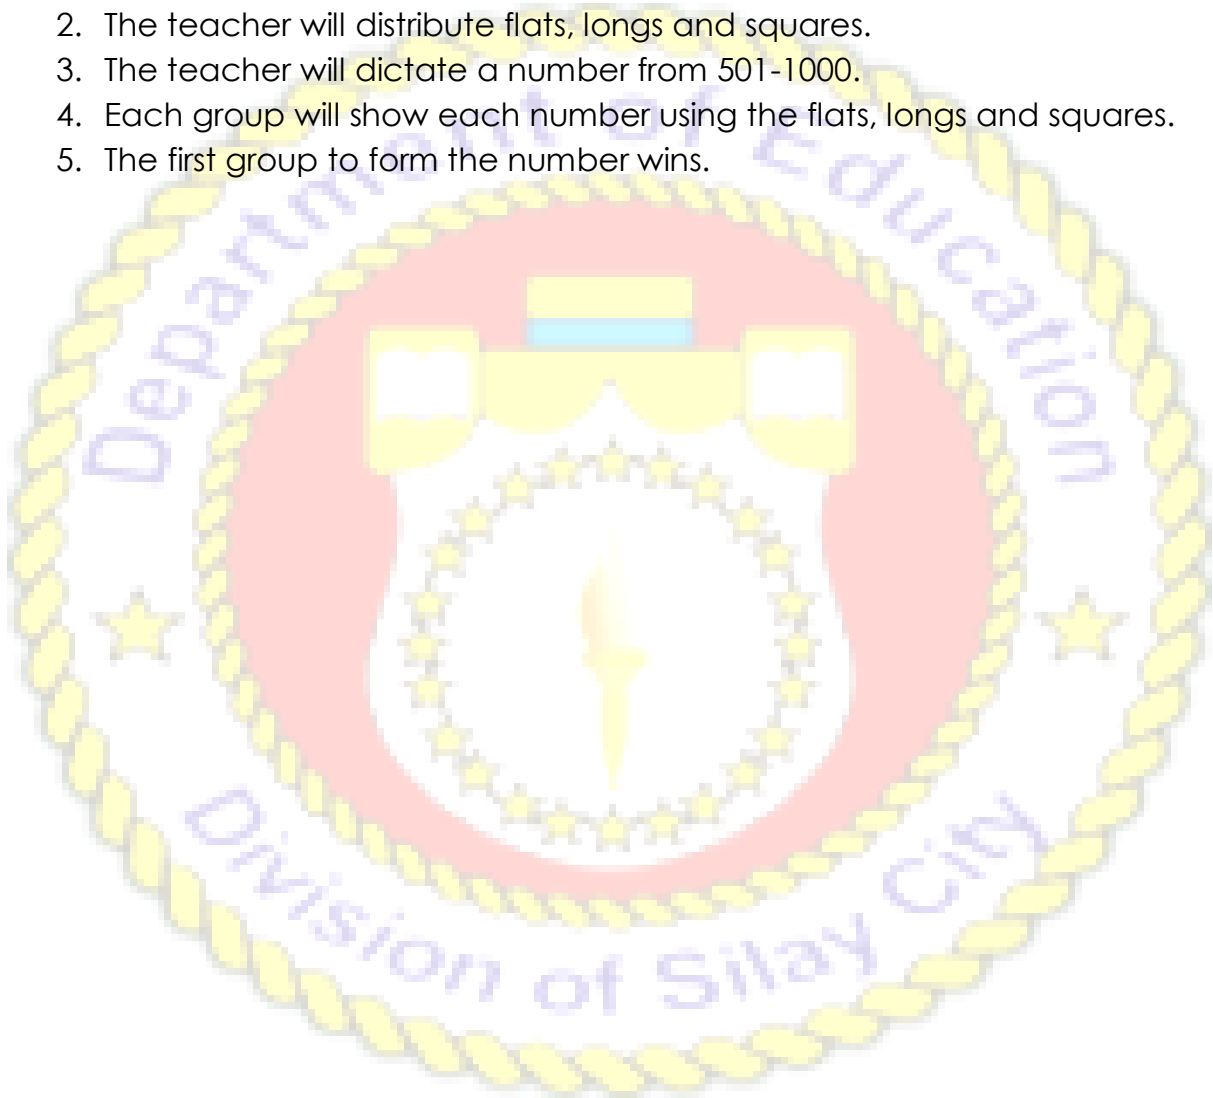 2. The teacher will distribute flats, longs and squares.
3. The teacher will dictate a number from 501-1000.
4. Each group will show each number using the flats, longs and squares.
5. The first group to form the number wins.
Department of Education
Division of Silay City